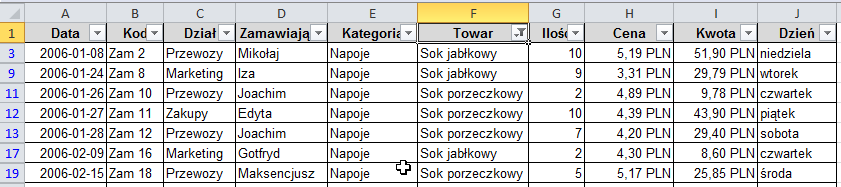 A B C D E F G H I J
1 Data Kod Dział Zamawiają Kategoria Towar Ilość Cena Kwota Dzień
3 2006-01-08 Zam 2 Przewozy Mikołaj Napoje Sok jabłkowy 10 5,19 PLN 51,90 PLN niedziela
9 2006-01-24 Zam 8 Marketing Iza Napoje Sok jabłkowy 9 3,31 PLN 29,79 PLN wtorek
11 2006-01-26 Zam 10 Przewozy Joachim Napoje Sok porzeczkowy 2 4,89 PLN 9,78 PLN czwartek
12 2006-01-27 Zam 11 Zakupy Edyta Napoje Sok porzeczkowy 10 4,39 PLN 43,90 PLN piątek
13 2006-01-28 Zam 12 Przewozy Joachim Napoje Sok porzeczkowy 7 4,20 PLN 29,40 PLN sobota
17 2006-02-09 Zam 16 Marketing Gotfryd Napoje Sok jabłkowy 2 4,30 PLN 8,60 PLN czwartek
19 2006-02-15 Zam 18 Przewozy Maksencjusz Napoje Sok porzeczkowy 5 5,17 PLN 25,85 PLN środa